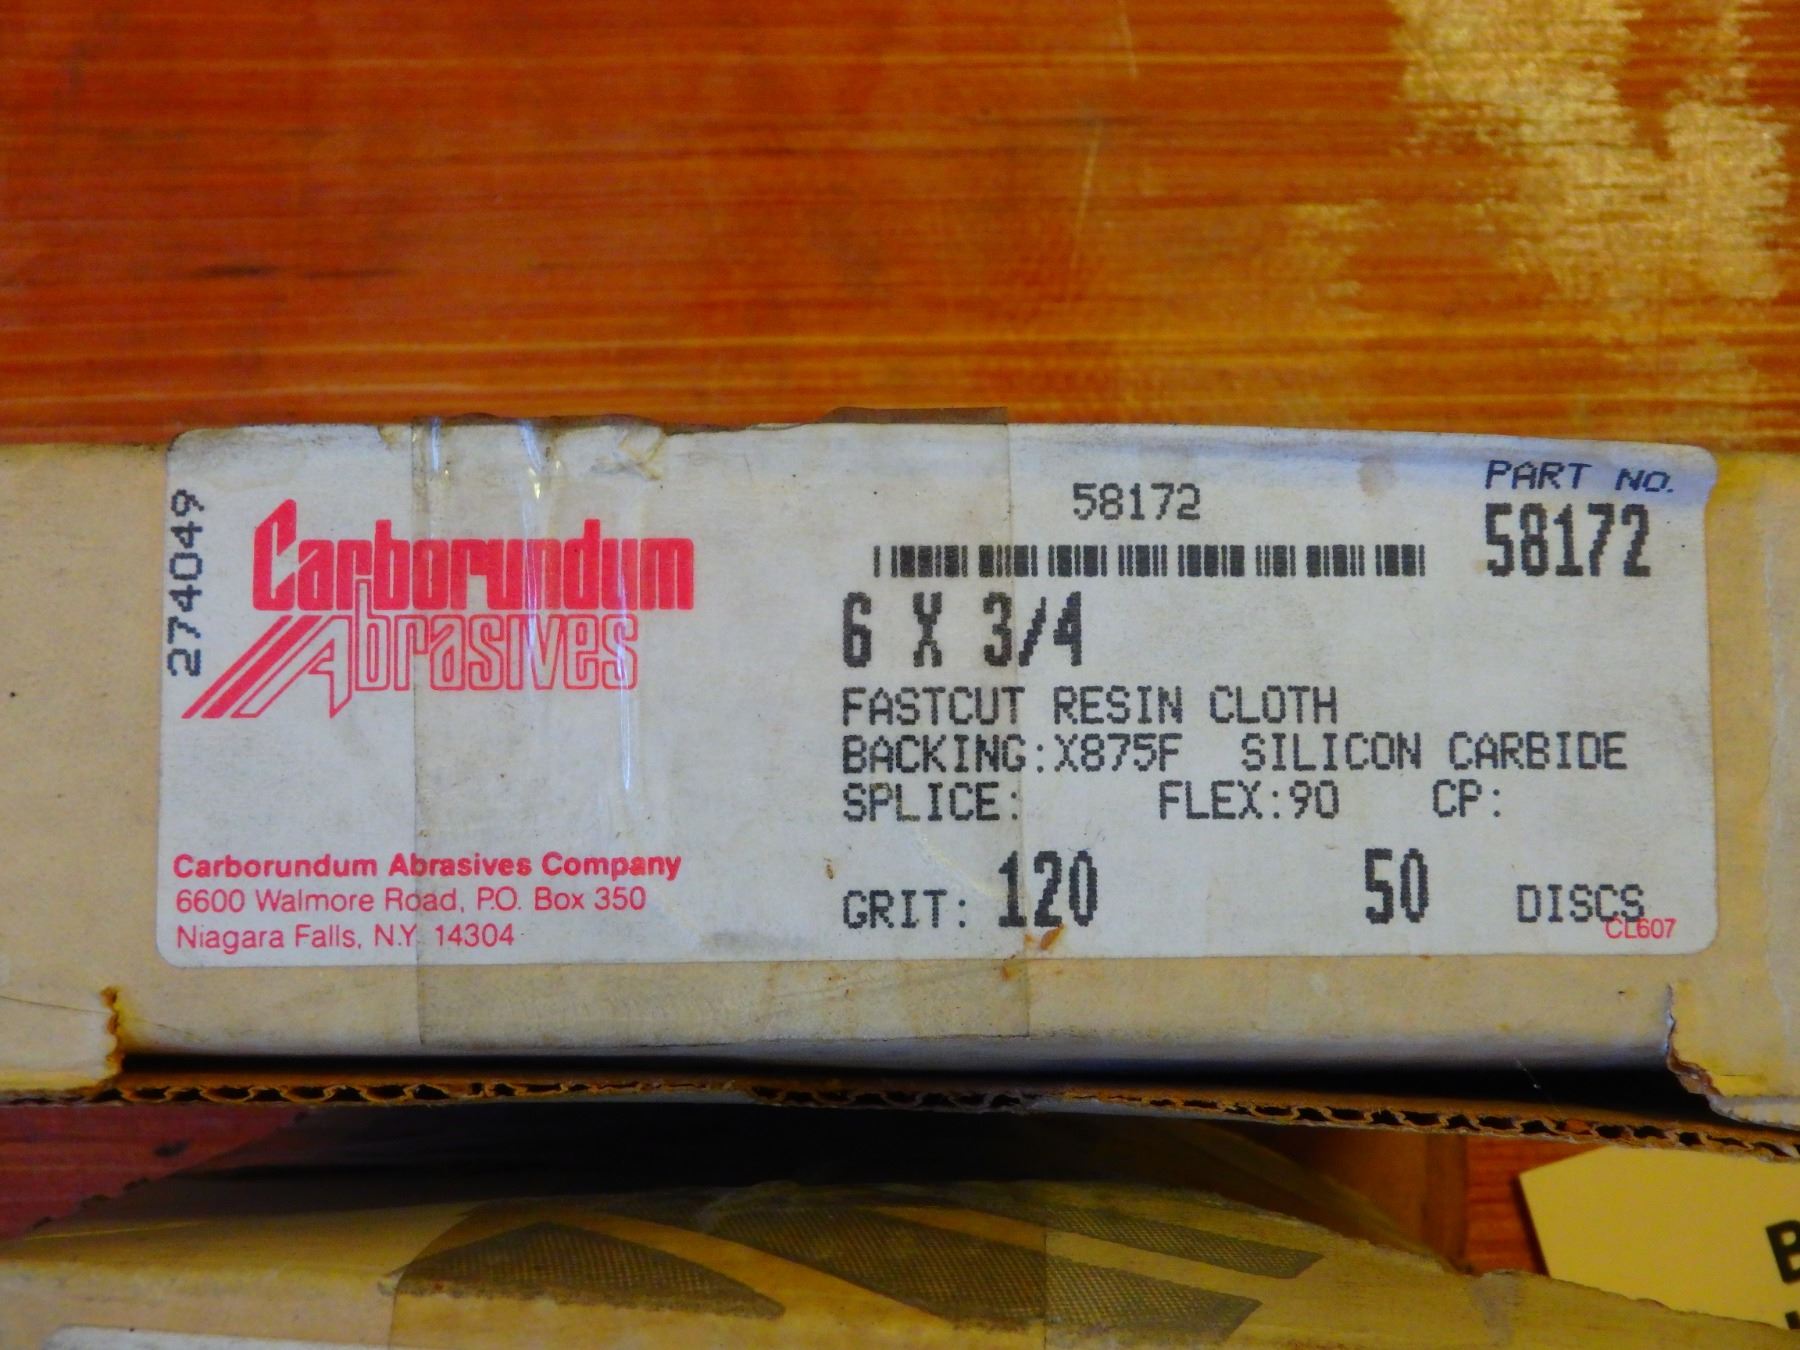 274049
Carborundum
Abrasives
Carborundum Abrasives Company
6600 Walmore Road, P.O. Box 350
Niagara Falls, N.Y. 14304
58172
PART NO.
58172
6 X 3/4
FASTCUT RESIN CLOTH
BACKING:X875F SILICON CARBIDE
SPLICE: FLEX:90 CP:
GRIT: 120 50 DISCS
CL607